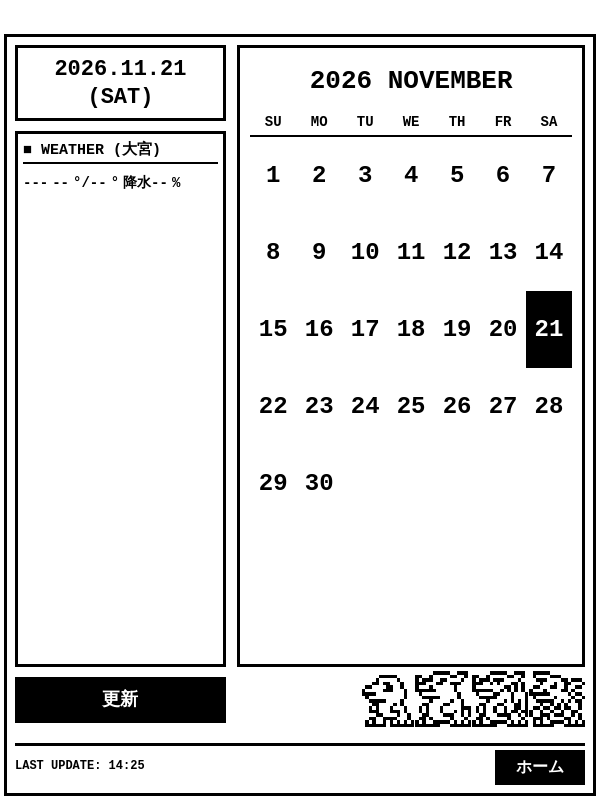 2026.11.21
(SAT)
■ WEATHER (大宮)
--- -- °/-- ° 降水-- %
2026 NOVEMBER
SU MO TU WE TH FR SA
1 2 3 4 5 6 7
8 9 10 11 12 13 14
15 16 17 18 19 20 21
22 23 24 25 26 27 28
29 30
更新
LAST UPDATE: 14:25
ホーム